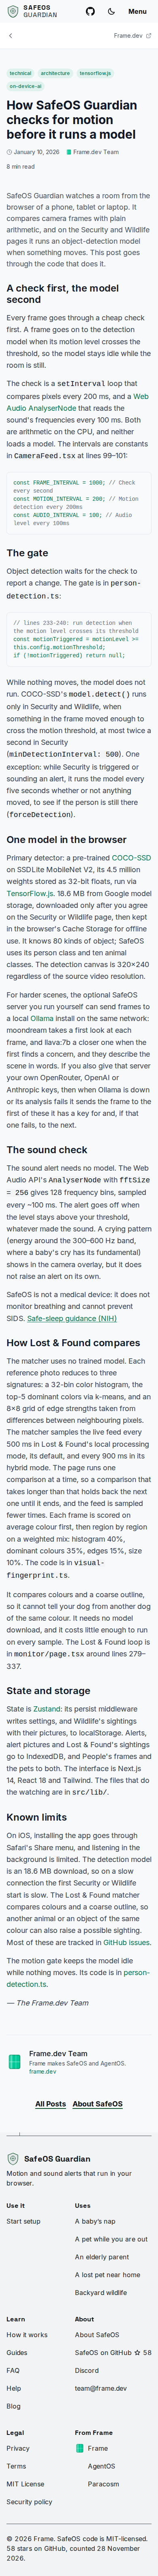 SAFEOS
GUARDIAN
Menu
Frame.dev
technical
architecture
tensorflow.js
on-device-ai
How SafeOS Guardian
checks for motion
before it runs a model
January 10, 2026
Frame.dev Team
8 min read
SafeOS Guardian watches a room from the
browser of a phone, tablet or laptop. It
compares camera frames with plain
arithmetic, and on the Security and Wildlife
pages it runs an object-detection model
when something moves. This post goes
through the code that does it.
A check first, the model
second
Every frame goes through a cheap check
first. A frame goes on to the detection
model when its motion level crosses the
threshold, so the model stays idle while the
room is still.
The check is a setInterval loop that
compares pixels every 200 ms, and a Web
Audio AnalyserNode that reads the
sound's frequencies every 100 ms. Both
are arithmetic on the CPU, and neither
loads a model. The intervals are constants
in CameraFeed.tsx at lines 99–101:
const FRAME_INTERVAL = 1000; // Check
every second
const MOTION_INTERVAL = 200; // Motion
detection every 200ms
const AUDIO_INTERVAL = 100; // Audio
level every 100ms
The gate
Object detection waits for the check to
report a change. The gate is in person-
detection.ts:
// lines 233-240: run detection when
the motion level crosses its threshold
const motionTriggered = motionLevel >=
this.config.motionThreshold;
if (!motionTriggered) return null;
While nothing moves, the model does not
run. COCO-SSD's model.detect() runs
only in Security and Wildlife, when
something in the frame moved enough to
cross the motion threshold, at most twice a
second in Security
(minDetectionInterval: 500). One
exception: while Security is triggered or
sounding an alert, it runs the model every
five seconds whether or not anything
moved, to see if the person is still there
(forceDetection).
One model in the browser
Primary detector: a pre-trained COCO-SSD
on SSDLite MobileNet V2, its 4.5 million
weights stored as 32-bit floats, run via
TensorFlow.js. 18.6 MB from Google model
storage, downloaded only after you agree
on the Security or Wildlife page, then kept
in the browser's Cache Storage for offline
use. It knows 80 kinds of object; SafeOS
uses its person class and ten animal
classes. The detection canvas is 320×240
regardless of the source video resolution.
For harder scenes, the optional SafeOS
server you run yourself can send frames to
a local Ollama install on the same network:
moondream takes a first look at each
frame, and llava:7b a closer one when the
first finds a concern, and they describe the
scene in words. If you also give that server
your own OpenRouter, OpenAI or
Anthropic keys, then when Ollama is down
or its analysis fails it sends the frame to the
first of these it has a key for and, if that
one fails, to the next.
The sound check
The sound alert needs no model. The Web
Audio API's AnalyserNode with fftSize
= 256 gives 128 frequency bins, sampled
every ~100 ms. The alert goes off when
the level stays above your threshold,
whatever made the sound. A crying pattern
(energy around the 300–600 Hz band,
where a baby's cry has its fundamental)
shows in the camera overlay, but it does
not raise an alert on its own.
SafeOS is not a medical device: it does not
monitor breathing and cannot prevent
SIDS. Safe-sleep guidance (NIH)
How Lost & Found compares
The matcher uses no trained model. Each
reference photo reduces to three
signatures: a 32-bin color histogram, the
top-5 dominant colors via k-means, and an
8×8 grid of edge strength. The histogram
and dominant colors sample every fourth
pixel; the edge grid uses every interior pixel.
The matcher samples the live feed every
500 ms in Lost & Found's local processing
mode, its default, and every 900 ms in its
hybrid mode. The page runs one
comparison at a time, so a comparison that
takes longer than that holds back the next
one until it ends, and the feed is sampled
fewer times. Each frame is scored on
average colour first, then region by region
on a weighted mix: histogram 40%,
dominant colours 35%, edges 15%, size
10%. The code is in visual-
fingerprint.ts.
It compares colours and a coarse outline,
so it cannot tell your dog from another dog
of the same colour. With no model to
download, it costs little enough to run on
every sample. The Lost & Found loop is
in monitor/page.tsx around lines 279–
337.
State and storage
State is Zustand: its persist middleware
writes settings, and Wildlife's sightings
with their pictures, to localStorage. Alerts,
alert pictures and Lost & Found's sightings
go to IndexedDB, and People's frames and
the pets to both. The interface is Next.js
14, React 18 and Tailwind. The code that
does the watching are in src/lib/.
Known limits
On iOS, installing the app goes through
Safari's Share menu, and listening in the
background is limited. The detection model
is an 18.6 MB download, so on a slow
connection the first Security or Wildlife
start is slow. The Lost & Found matcher
compares colours and a coarse outline, so
another animal or an object of the same
colour can also raise a possible sighting.
Most of these are tracked in GitHub issues.
The motion gate keeps the model idle
while nothing moves. Its code is in person-
detection.ts.
— The Frame.dev Team
Frame.dev Team
Frame makes SafeOS and AgentOS.
frame.dev
All Posts
About SafeOS
SafeOS Guardian
Motion and sound alerts that run in your
browser.
Use it
Start setup
Uses
A baby's nap
A pet while you are out
An elderly parent
A lost pet near home
Backyard wildlife
Learn
How it works
Guides
FAQ
Help
Blog
About
About SafeOS
SafeOS on GitHub ☆ 58
Discord
team@frame.dev
Legal
Privacy
Terms
MIT License
Security policy
From Frame
Frame
AgentOS
Paracosm
© 2026 Frame. SafeOS code is MIT-licensed.
58 stars on GitHub, counted 28 November
2026.